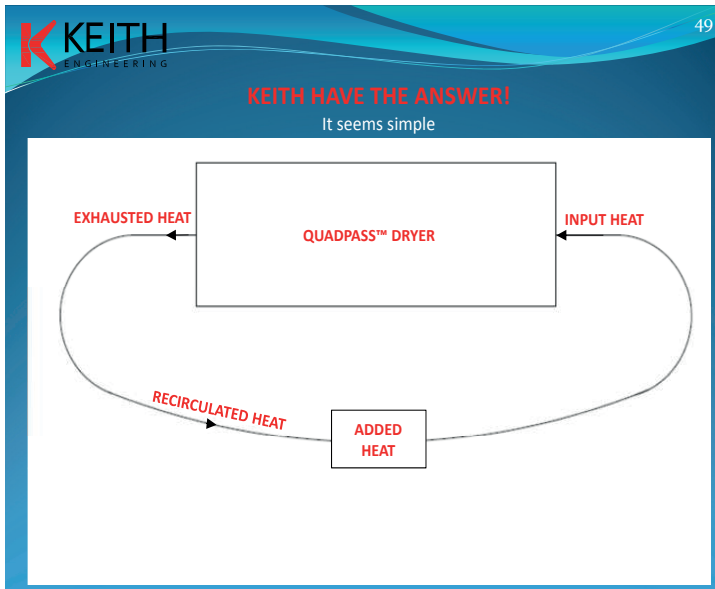 49
KEITH
ENGINEERING
KEITH HAVE THE ANSWER!
It seems simple
EXHAUSTED HEAT
QUADPASS™ DRYER
INPUT HEAT
RECIRCULATED HEAT
ADDED
HEAT